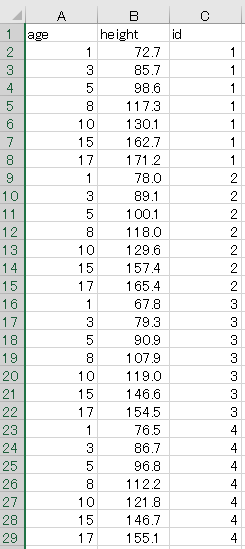 A B C
1 age height id
2 1 72.7 1
3 3 85.7 1
4 5 98.6 1
5 8 117.3 1
6 10 130.1 1
7 15 162.7 1
8 17 171.2 1
9 1 78.0 2
10 3 89.1 2
11 5 100.1 2
12 8 118.0 2
13 10 129.6 2
14 15 157.4 2
15 17 165.4 2
16 1 67.8 3
17 3 79.3 3
18 5 90.9 3
19 8 107.9 3
20 10 119.0 3
21 15 146.6 3
22 17 154.5 3
23 1 76.5 4
24 3 86.7 4
25 5 96.8 4
26 8 112.2 4
27 10 121.8 4
28 15 146.7 4
29 17 155.1 4